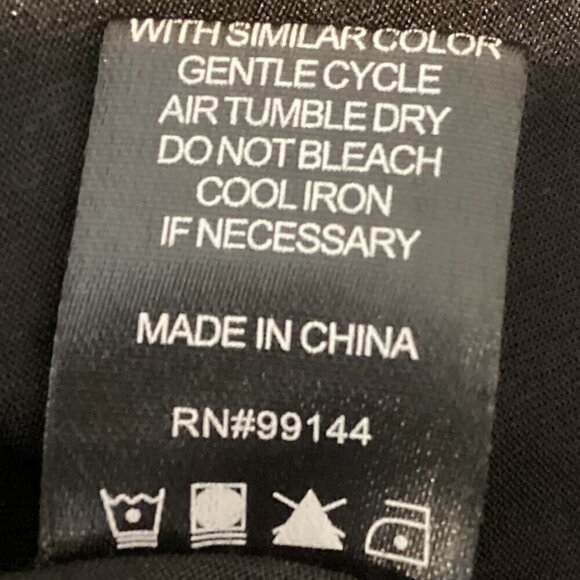 WITH SIMILAR COLOR
GENTLE CYCLE
AIR TUMBLE DRY
DO NOT BLEACH
COOL IRON
IF NECESSARY
MADE IN CHINA
RN#99144